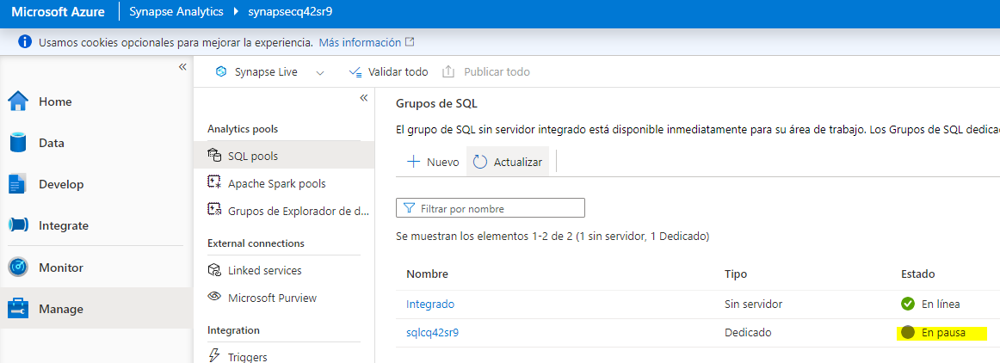 Microsoft Azure Synapse Analytics synapsecq42sr9
Usamos cookies opcionales para mejorar la experiencia. Más información
Synapse Live Validar todo Publicar todo
Home
Data
Develop
Integrate
Monitor
Manage
Analytics pools
SQL pools
Apache Spark pools
Grupos de Explorador de d...
External connections
Linked services
Microsoft Purview
Integration
Triggers
Grupos de SQL
El grupo de SQL sin servidor integrado está disponible inmediatamente para su área de trabajo. Los Grupos de SQL dedica
Nuevo Actualizar
Filtrar por nombre
Se muestran los elementos 1-2 de 2 (1 sin servidor, 1 Dedicado)
Nombre Tipo Estado
Integrado Sin servidor En línea
sqlcq42sr9 Dedicado En pausa